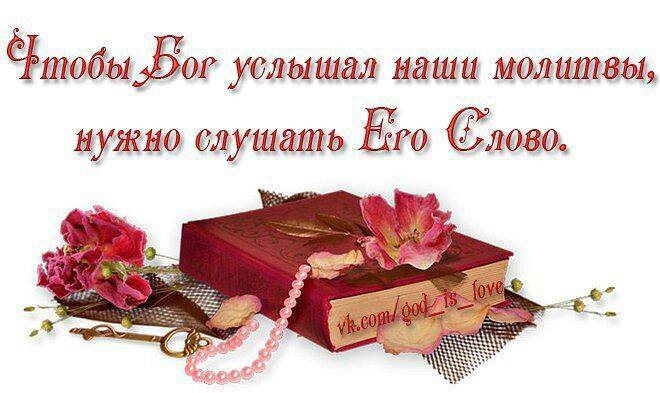 Чтобы Бог услышал наши молитвы,
нужно слушать Его Слово.
vk.com/god_is_love